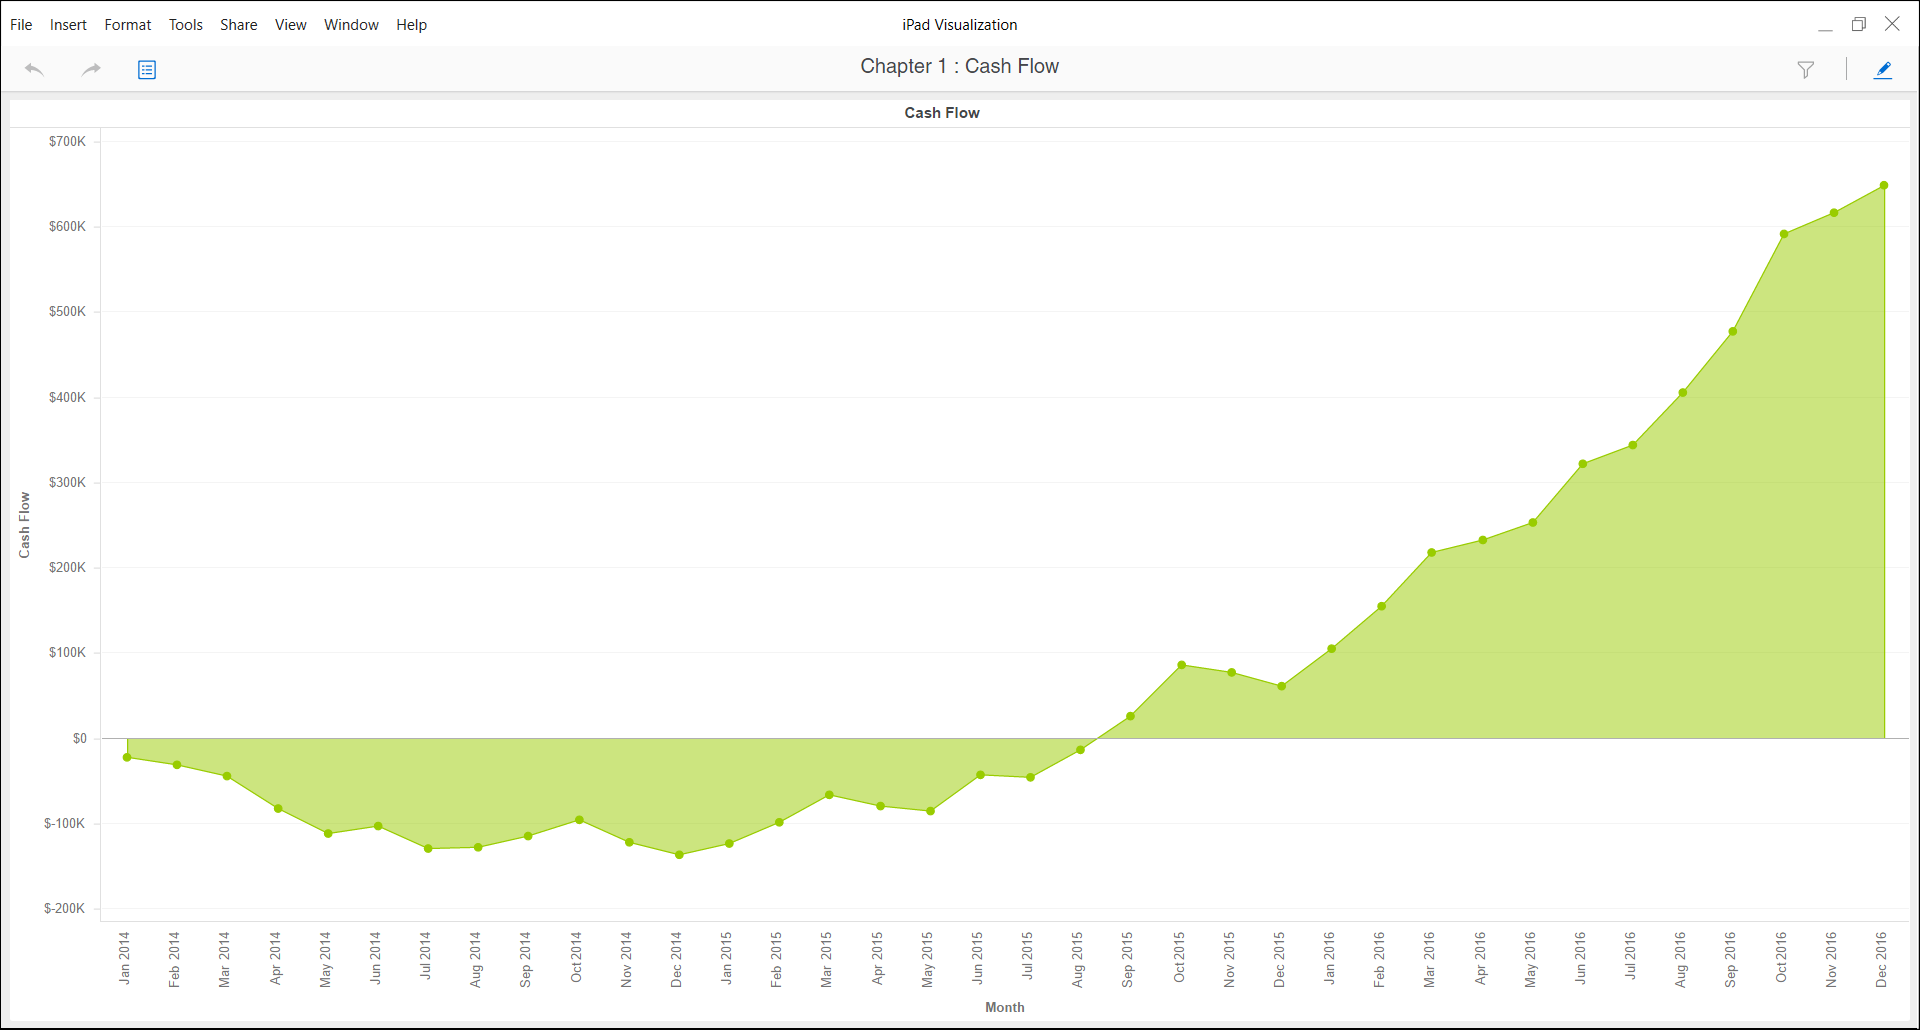 File Insert Format Tools Share View Window Help
iPad Visualization
Chapter 1 : Cash Flow
Cash Flow
$700K
$600K
$500K
$400K
$300K
$200K
$100K
$0
$-100K
$-200K
Cash Flow
Jan 2014
Feb 2014
Mar 2014
Apr 2014
May 2014
Jun 2014
Jul 2014
Aug 2014
Sep 2014
Oct 2014
Nov 2014
Dec 2014
Jan 2015
Feb 2015
Mar 2015
Apr 2015
May 2015
Jun 2015
Jul 2015
Aug 2015
Sep 2015
Oct 2015
Nov 2015
Dec 2015
Jan 2016
Feb 2016
Mar 2016
Apr 2016
May 2016
Jun 2016
Jul 2016
Aug 2016
Sep 2016
Oct 2016
Nov 2016
Dec 2016
Month